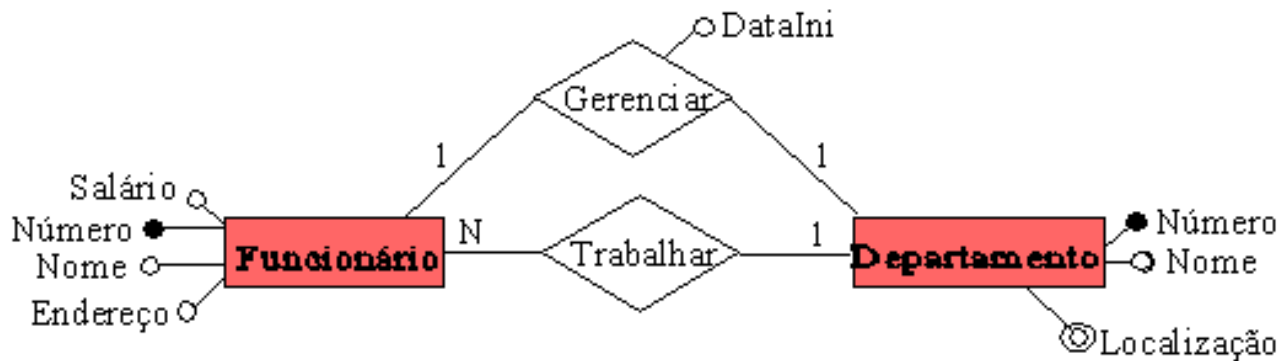 DataIni
Gerenciar
1
1
Salário
Número
Nome
Endereço
Funcionário
N
Trabalhar
1
Departamento
Número
Nome
Localização